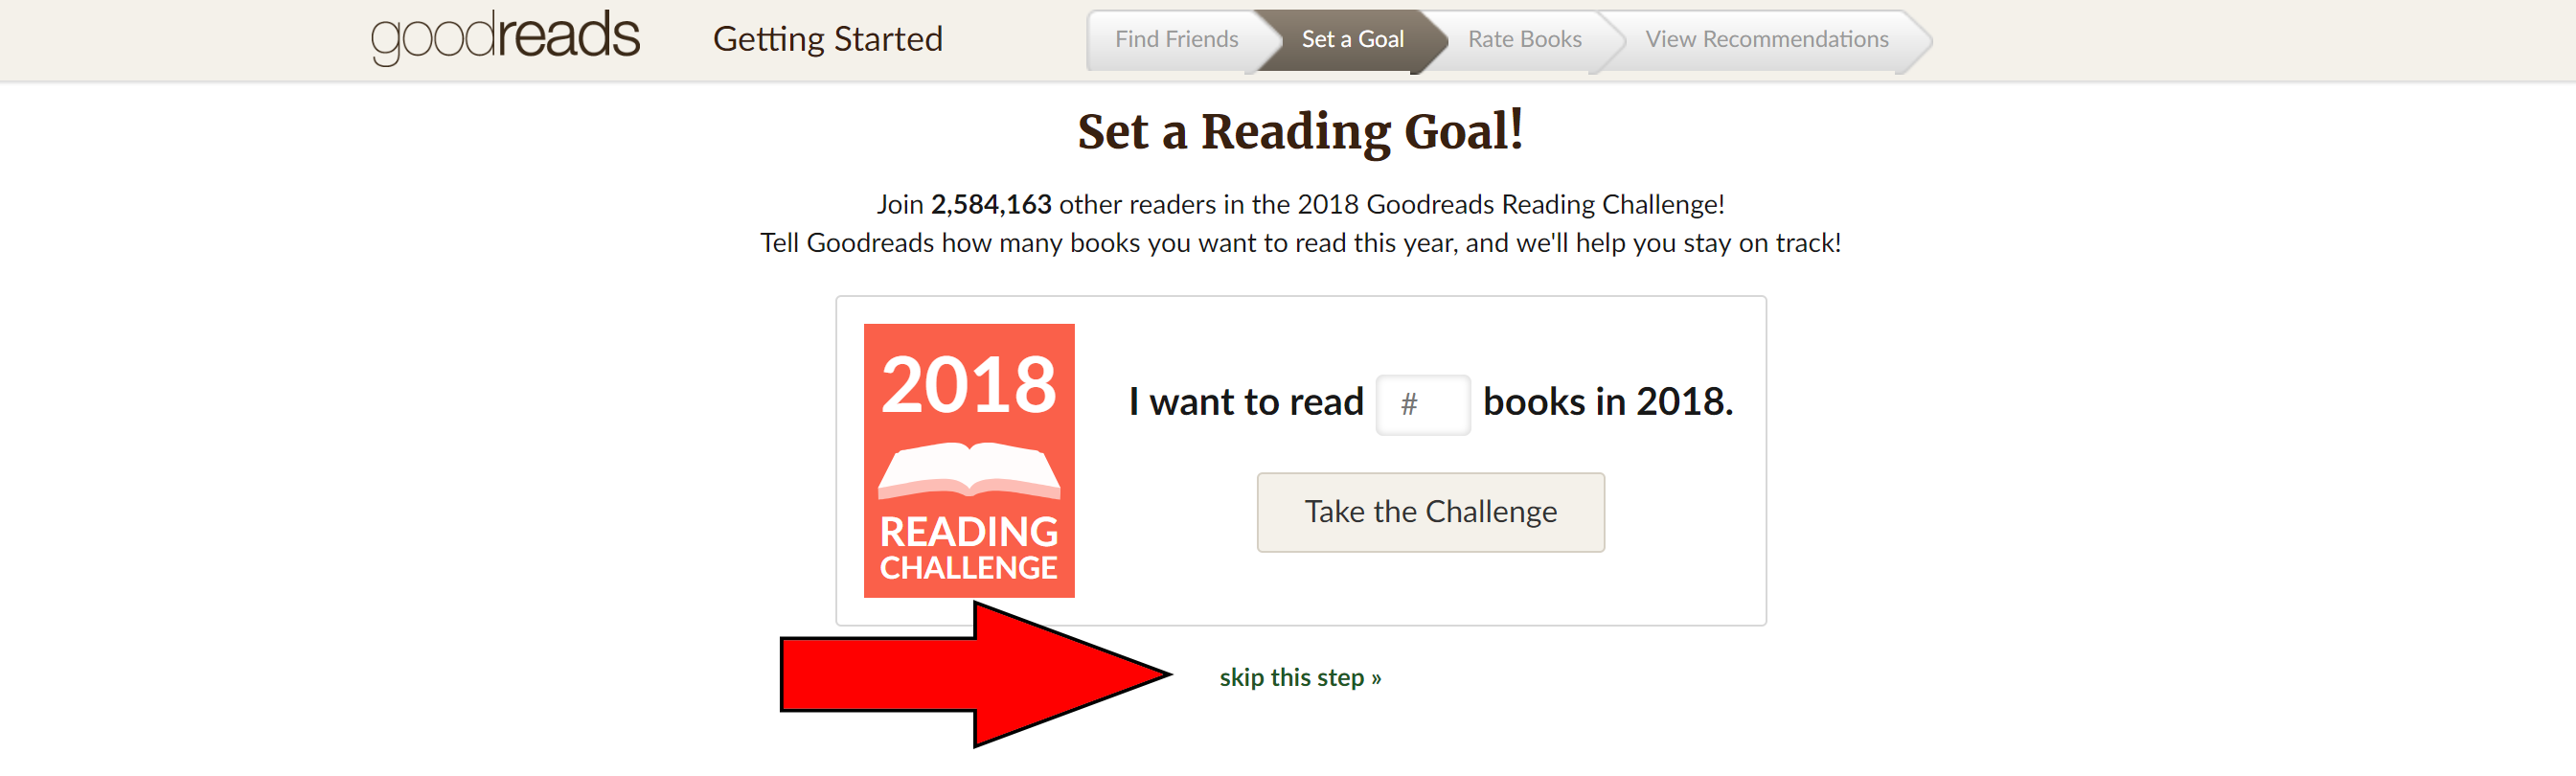 goodreads Getting Started Find Friends Set a Goal Rate Books View Recommendations
Set a Reading Goal!
Join 2,584,163 other readers in the 2018 Goodreads Reading Challenge!
Tell Goodreads how many books you want to read this year, and we'll help you stay on track!
2018
READING
CHALLENGE
I want to read # books in 2018.
Take the Challenge
skip this step »